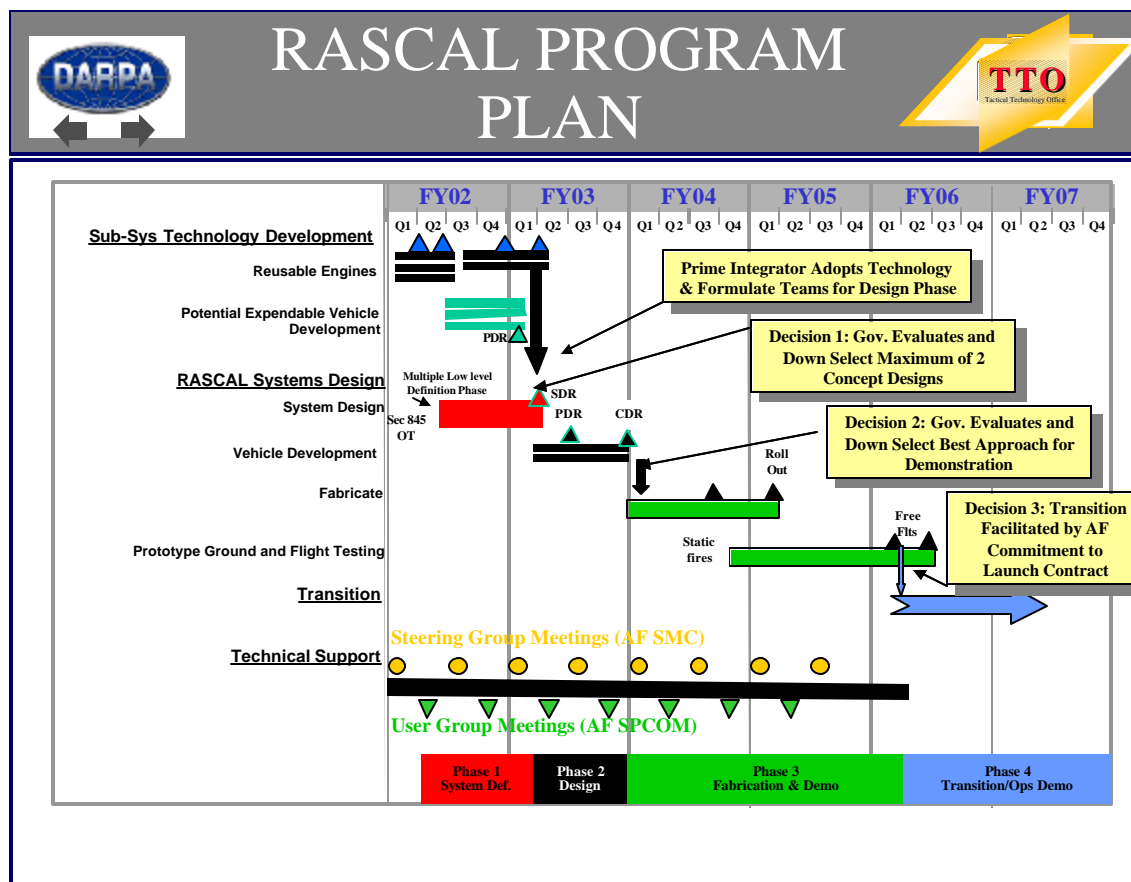 RASCAL PROGRAM
PLAN
DARPA
TTO
Tactical Technology Office
FY02 FY03 FY04 FY05 FY06 FY07
Q1 Q2 Q3 Q4 Q1 Q2 Q3 Q4 Q1 Q2 Q3 Q4 Q1 Q2 Q3 Q4 Q1 Q2 Q3 Q4 Q1 Q2 Q3 Q4
Sub-Sys Technology Development
Reusable Engines
Prime Integrator Adopts Technology
& Formulate Teams for Design Phase
Potential Expendable Vehicle
Development
PDR
Decision 1: Gov. Evaluates and
Down Select Maximum of 2
Concept Designs
RASCAL Systems Design
Multiple Low level
Definition Phase
System Design
Sec 845
OT
SDR
PDR
CDR
Decision 2: Gov. Evaluates and
Down Select Best Approach for
Demonstration
Vehicle Development
Roll
Out
Fabricate
Decision 3: Transition
Facilitated by AF
Commitment to
Launch Contract
Free
Flts
Prototype Ground and Flight Testing
Static
fires
Transition
Steering Group Meetings (AF SMC)
Technical Support
User Group Meetings (AF SPCOM)
Phase 1
System Def.
Phase 2
Design
Phase 3
Fabrication & Demo
Phase 4
Transition/Ops Demo